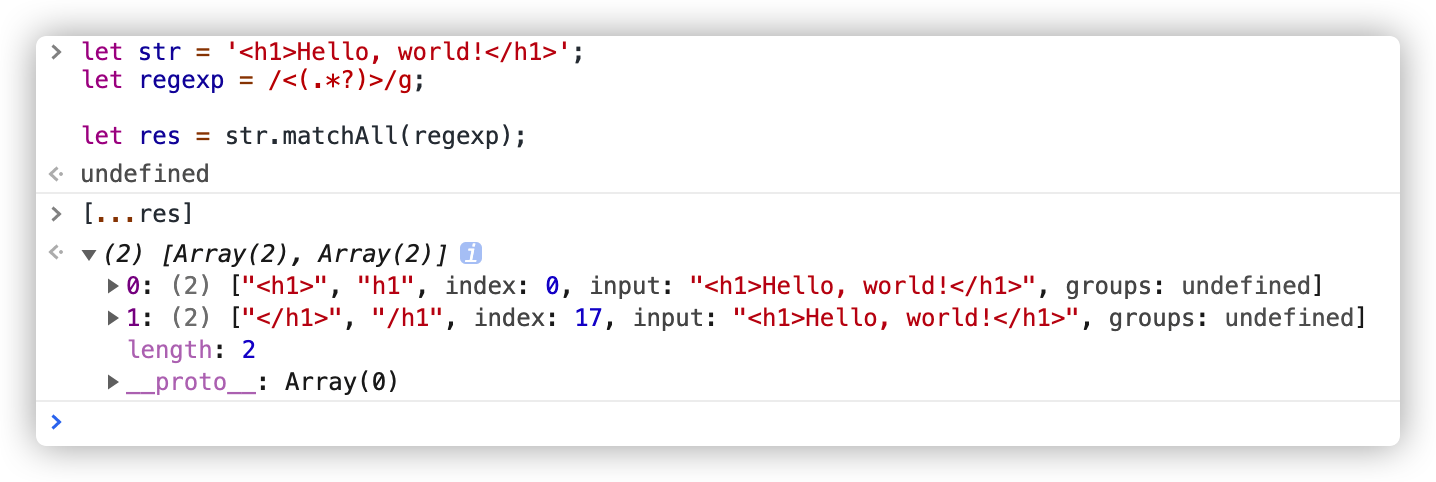 > let str = '<h1>Hello, world!</h1>';
let regexp = /<(.*?)>/g;
let res = str.matchAll(regexp);
undefined
> [...res]
(2) [Array(2), Array(2)] i
0: (2) ["<h1>", "h1", index: 0, input: "<h1>Hello, world!</h1>", groups: undefined]
1: (2) ["</h1>", "/h1", index: 17, input: "<h1>Hello, world!</h1>", groups: undefined]
length: 2
__proto__: Array(0)
>